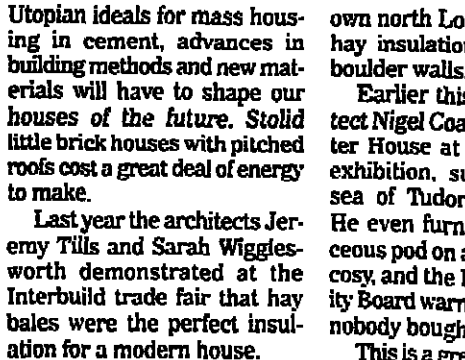 Utopian ideals for mass hous-
ing in cement, advances in
building methods and new mat-
erials will have to shape our
houses of the future. Stolid
little brick houses with pitched
roofs cost a great deal of energy
to make.
Last year the architects Jer-
emy Tills and Sarah Wiggles-
worth demonstrated at the
Interbuild trade fair that hay
bales were the perfect insul-
ation for a modern house.
own north Lo
hay insulation
boulder walls.
Earlier this
tect Nigel Coa
ter House at
exhibition, su
sea of Tudor
He even furn
ceous pod on a
cosy, and the
ity Board warn
nobody bough
This is a gro